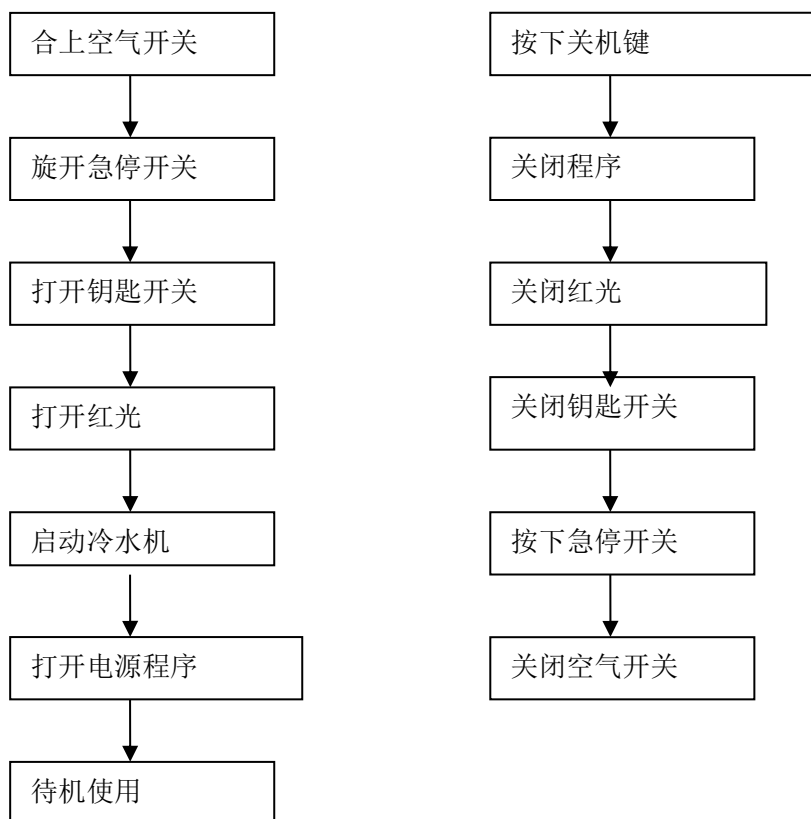 合上空气开关
旋开急停开关
打开钥匙开关
打开红光
启动冷水机
打开电源程序
待机使用
按下关机键
关闭程序
关闭红光
关闭钥匙开关
按下急停开关
关闭空气开关